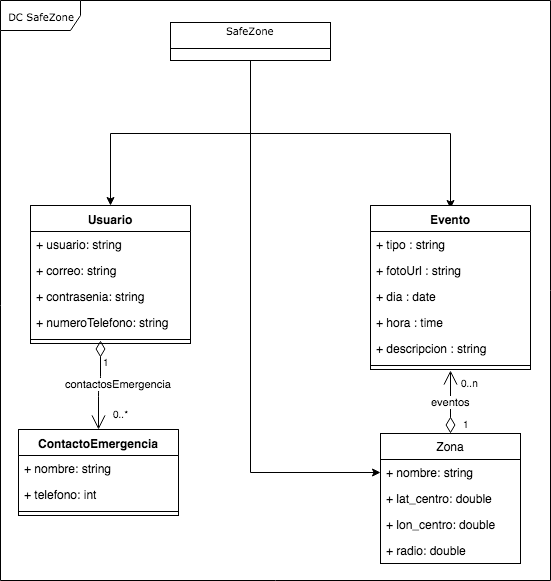 DC SafeZone
SafeZone
Usuario
+ usuario: string
+ correo: string
+ contrasenia: string
+ numeroTelefono: string
Evento
+ tipo : string
+ fotoUrl : string
+ dia : date
+ hora : time
+ descripcion : string
1
contactosEmergencia
0..*
0..n
eventos
1
ContactoEmergencia
+ nombre: string
+ telefono: int
Zona
+ nombre: string
+ lat_centro: double
+ lon_centro: double
+ radio: double